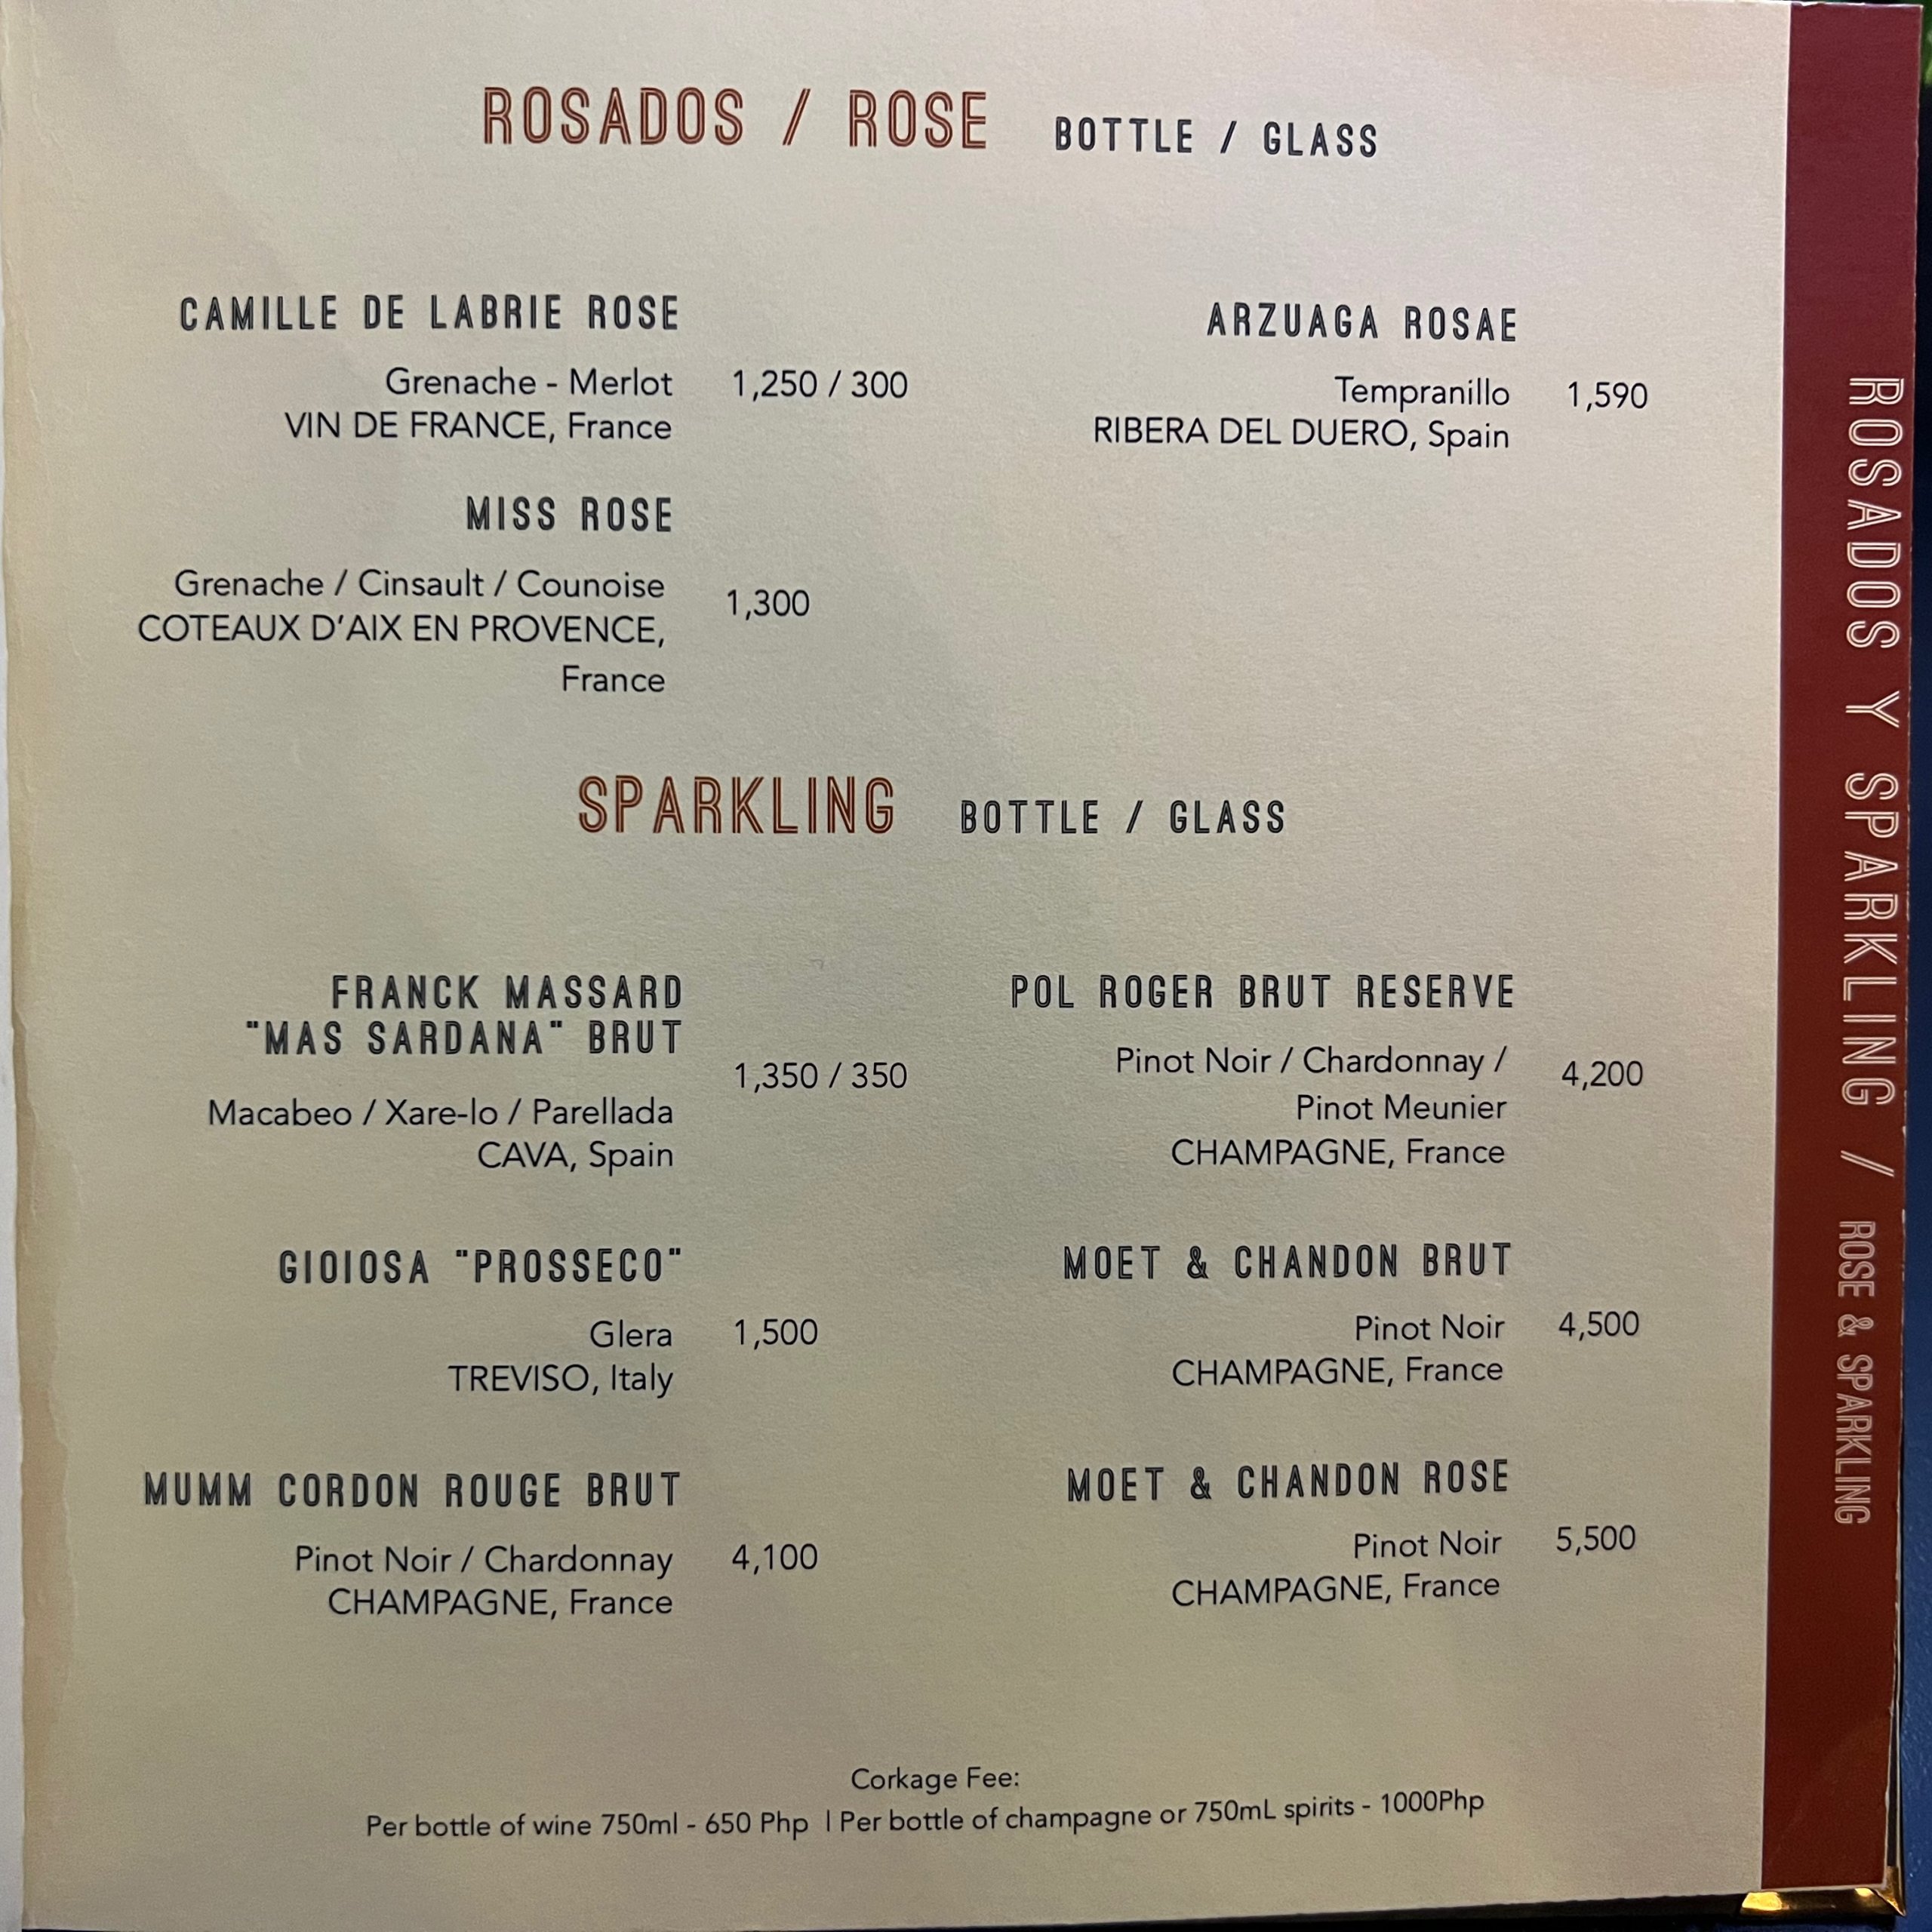 ROSADOS / ROSE BOTTLE / GLASS
CAMILLE DE LABRIE ROSE
Grenache - Merlot 1,250 / 300
VIN DE FRANCE, France
MISS ROSE
Grenache / Cinsault / Counoise
1,300
COTEAUX D'AIX EN PROVENCE,
France
ARZUAGA ROSAE
Tempranillo 1,590
RIBERA DEL DUERO, Spain
SPARKLING BOTTLE / GLASS
FRANCK MASSARD
"MAS SARDANA" BRUT
1,350 / 350
Macabeo / Xare-lo / Parellada
CAVA, Spain
GIOIOSA "PROSSECO"
Glera 1,500
TREVISO, Italy
MUMM CORDON ROUGE BRUT
Pinot Noir / Chardonnay 4,100
CHAMPAGNE, France
POL ROGER BRUT RESERVE
Pinot Noir / Chardonnay / 4,200
Pinot Meunier
CHAMPAGNE, France
MOET & CHANDON BRUT
Pinot Noir 4,500
CHAMPAGNE, France
MOET & CHANDON ROSE
Pinot Noir 5,500
CHAMPAGNE, France
Corkage Fee:
Per bottle of wine 750ml - 650 Php | Per bottle of champagne or 750mL spirits - 1000Php
ROSADOS Y SPARKLING / ROSE & SPARKLING